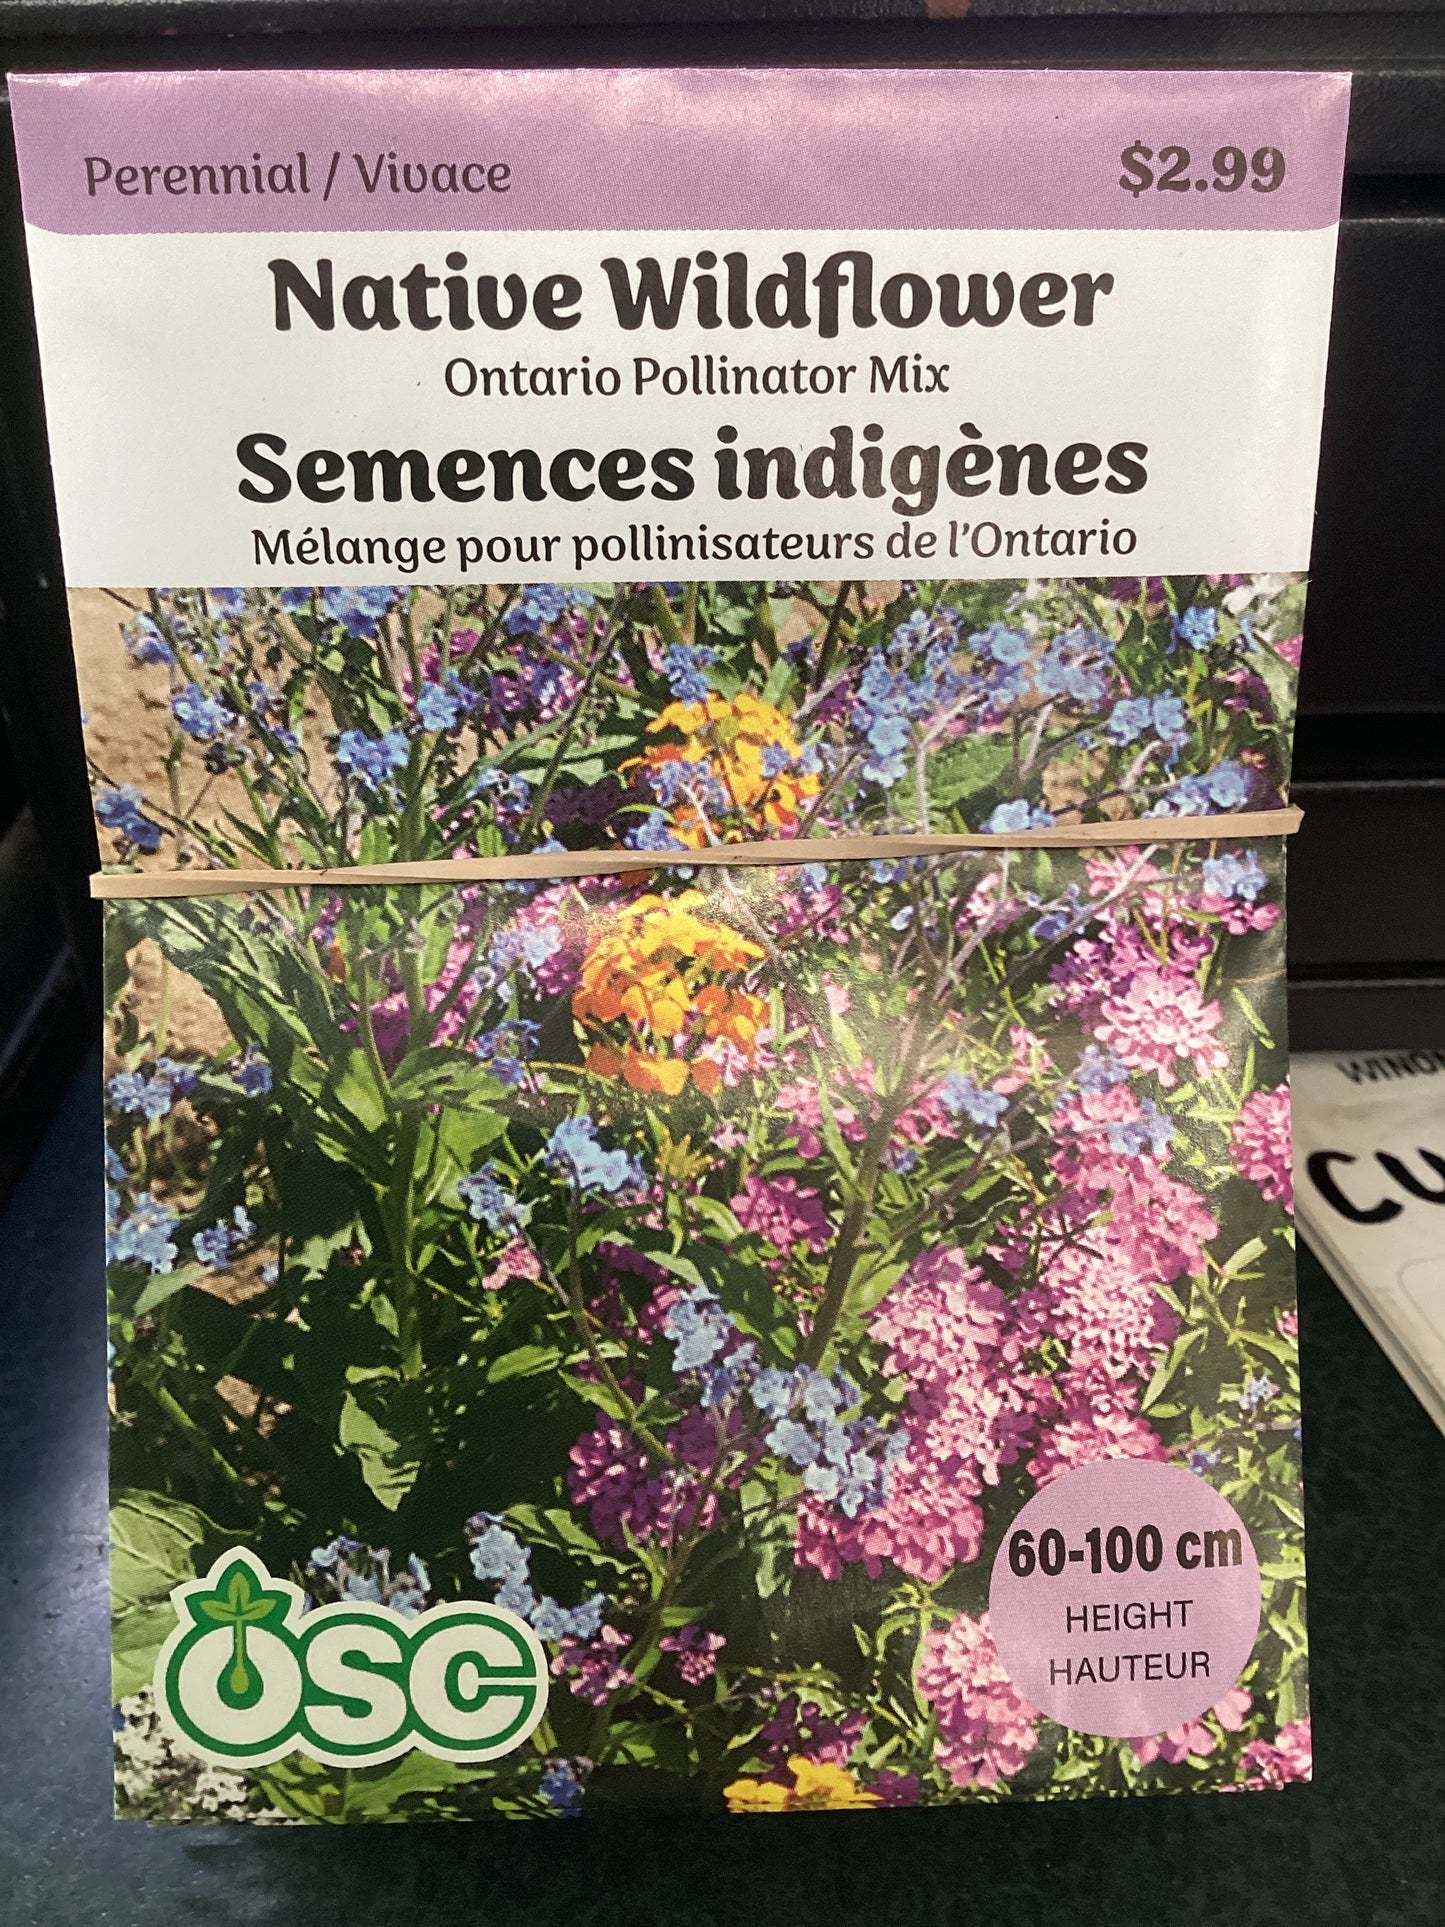 Perennial / Vivace
$2.99
Native Wildflower
Ontario Pollinator Mix
Semences indigènes
Mélange pour pollinisateurs de l'Ontario
60-100 cm
HEIGHT
HAUTEUR
OSC